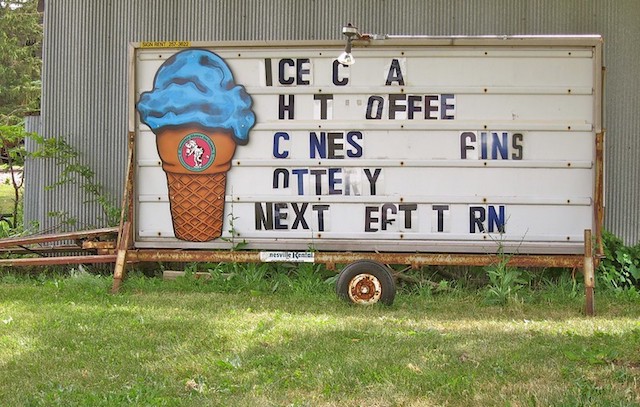 SIGN RENT 257-3622
ICE C A
H T OFFEE
C NES FINS
OTTERY
NEXT EFT T RN
nesville Rental